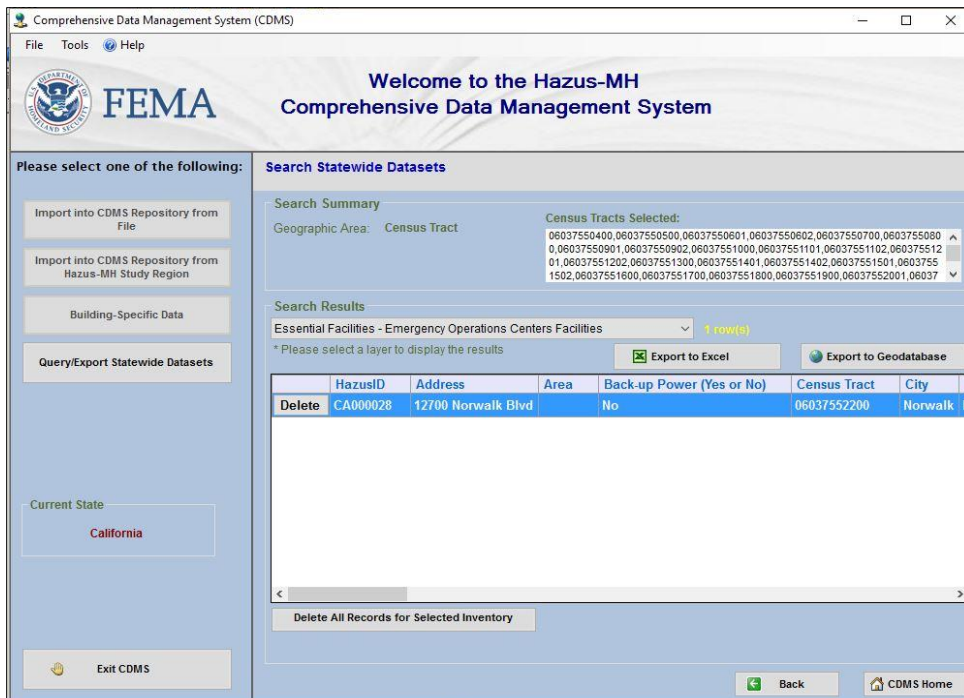 Comprehensive Data Management System (CDMS)
File Tools Help
FEMA
Welcome to the Hazus-MH
Comprehensive Data Management System
Please select one of the following:
Import into CDMS Repository from
File
Import into CDMS Repository from
Hazus-MH Study Region
Building-Specific Data
Query/Export Statewide Datasets
Current State
California
Exit CDMS
Search Statewide Datasets
Search Summary
Geographic Area: Census Tract
Census Tracts Selected:
06037550400,06037550500,06037550601,06037550602,06037550700,0603755080
0,06037550901,06037550902,06037551000,06037551101,06037551102,060375512
01,06037551202,06037551300,06037551401,06037551402,06037551501,0603755
1502,06037551600,06037551700,06037551800,06037551900,06037552001,06037
Search Results
Essential Facilities - Emergency Operations Centers Facilities 1 row(s)
* Please select a layer to display the results
Export to Excel Export to Geodatabase
HazusID Address Area Back-up Power (Yes or No) Census Tract City
Delete CA000028 12700 Norwalk Blvd No 06037552200 Norwalk
Delete All Records for Selected Inventory
Back CDMS Home